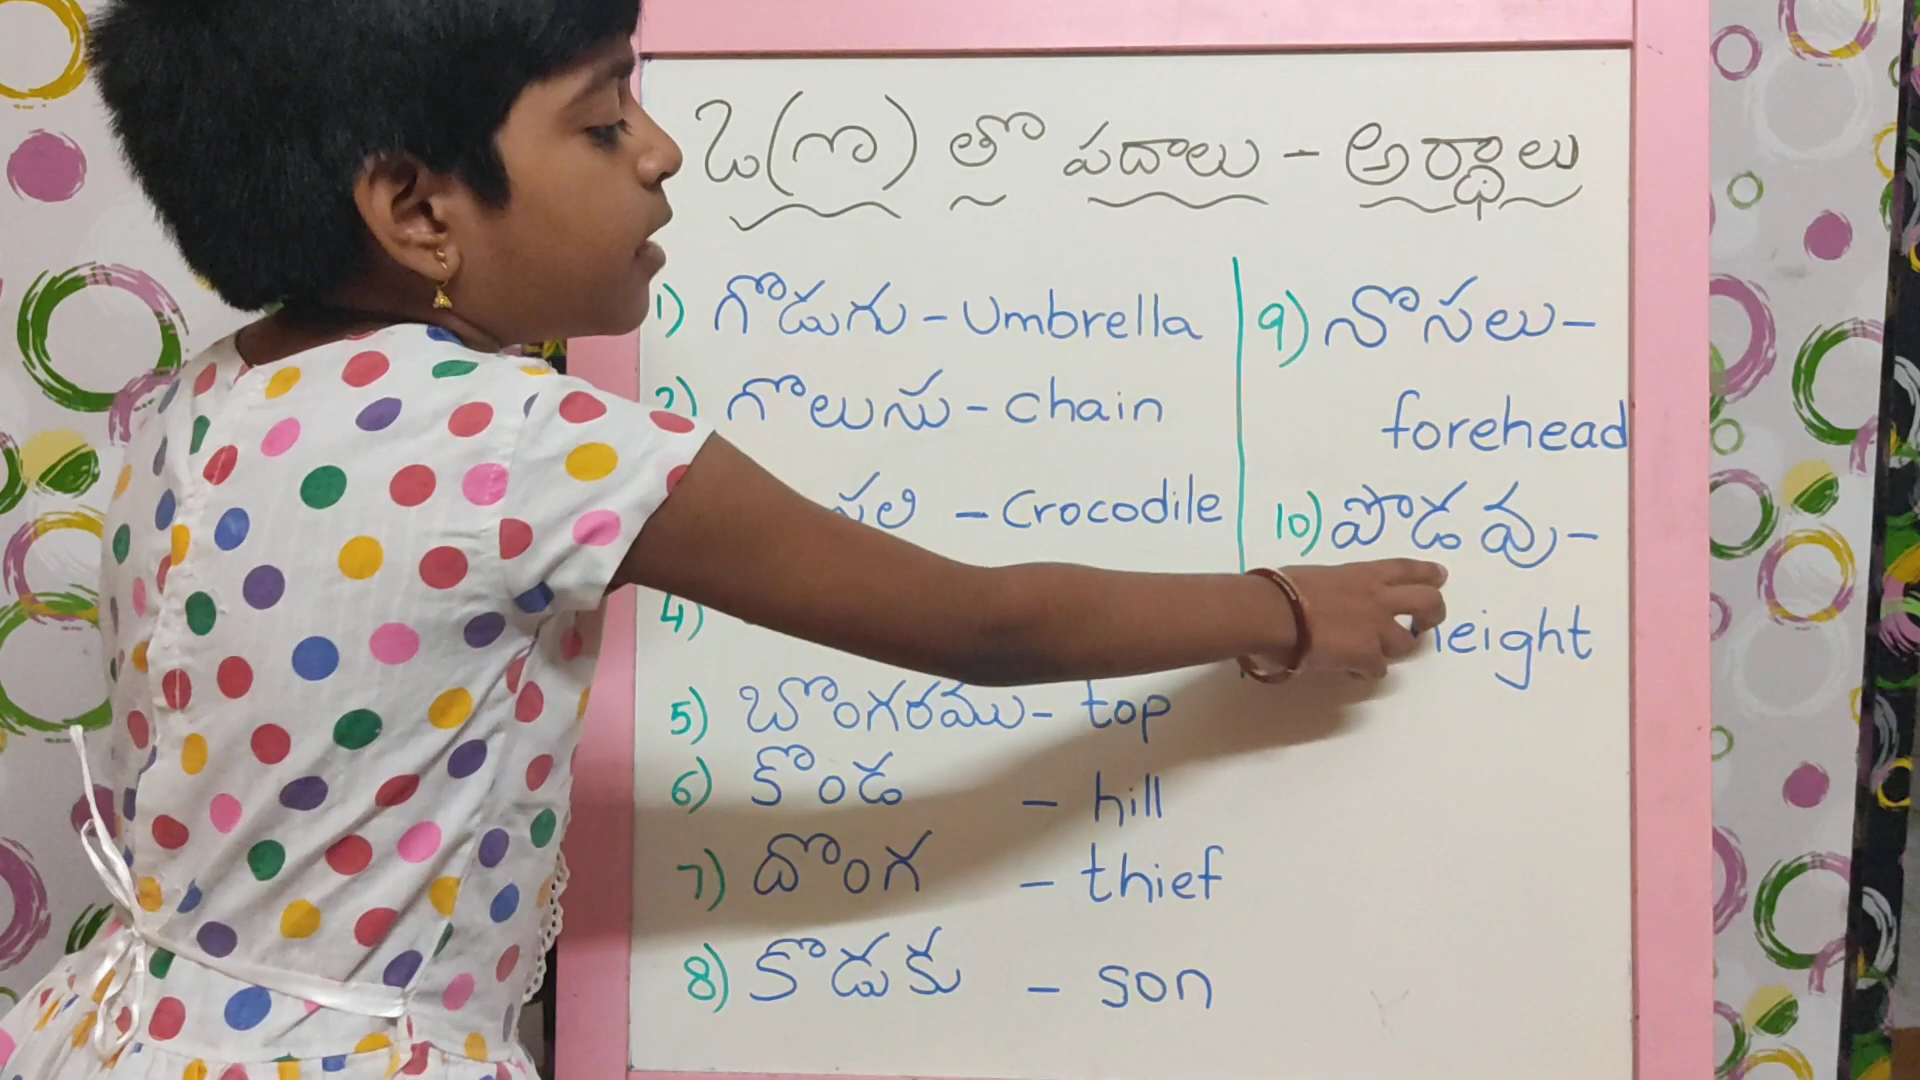 ఒ(ొ) తొ పదాలు - అర్థాలు
1) గొడుగు - Umbrella
2) గొలుసు - chain
- Crocodile
4)
5) బొంగరము - top
6) కొండ - hill
7) దొంగ - thief
8) కొడుకు - son
9) నొసలు -
forehead
10) పొడవు -
height